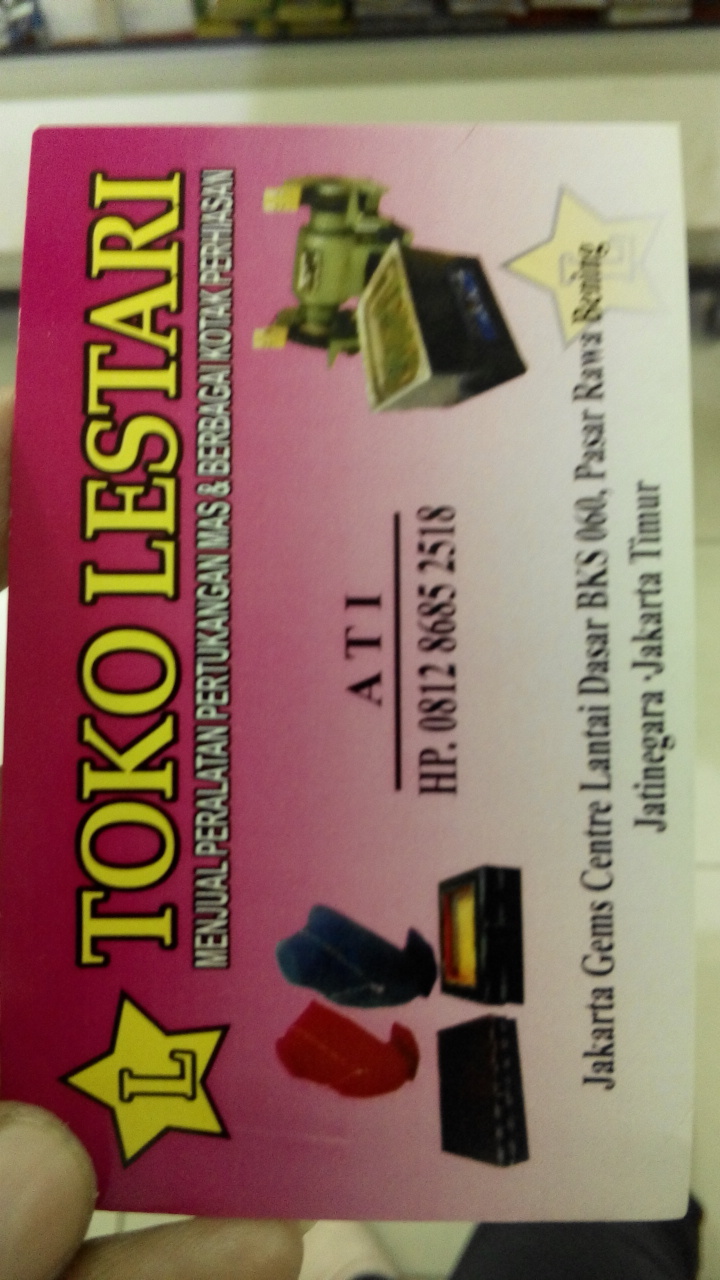 L
TOKO LESTARI
MENJUAL PERALATAN PERTUKANGAN MAS & BERBAGAI KOTAK PERHIASAN
ATI
HP. 0812 8685 2518
L
Jakarta Gems Centre Lantai Dasar BKS 060, Pasar Rawa Bening
Jatinegara Jakarta Timur